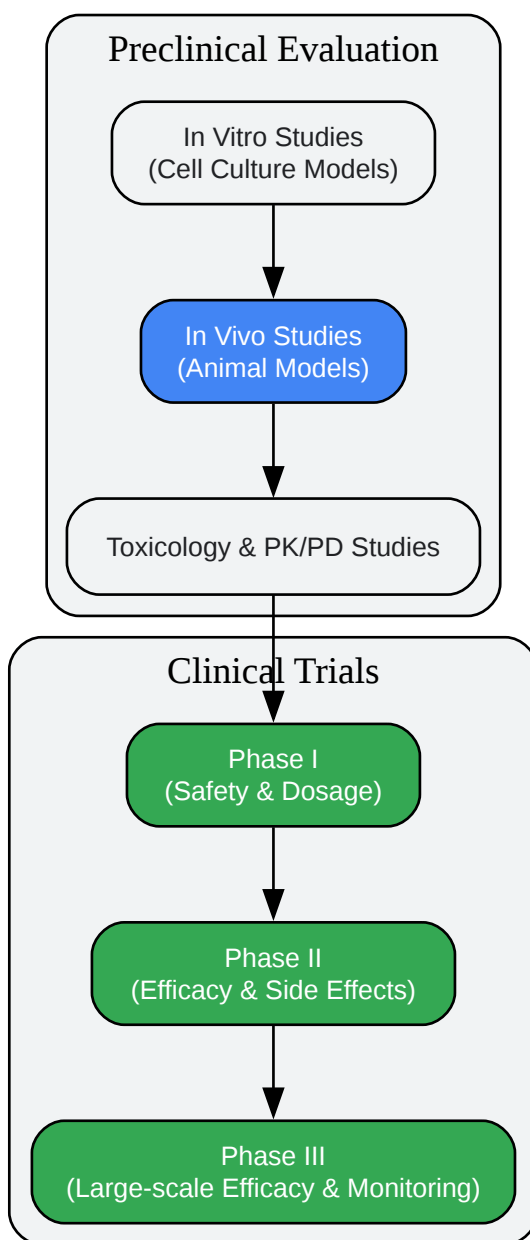 Preclinical Evaluation
In Vitro Studies
(Cell Culture Models)
In Vivo Studies
(Animal Models)
Toxicology & PK/PD Studies
Clinical Trials
Phase I
(Safety & Dosage)
Phase II
(Efficacy & Side Effects)
Phase III
(Large-scale Efficacy & Monitoring)